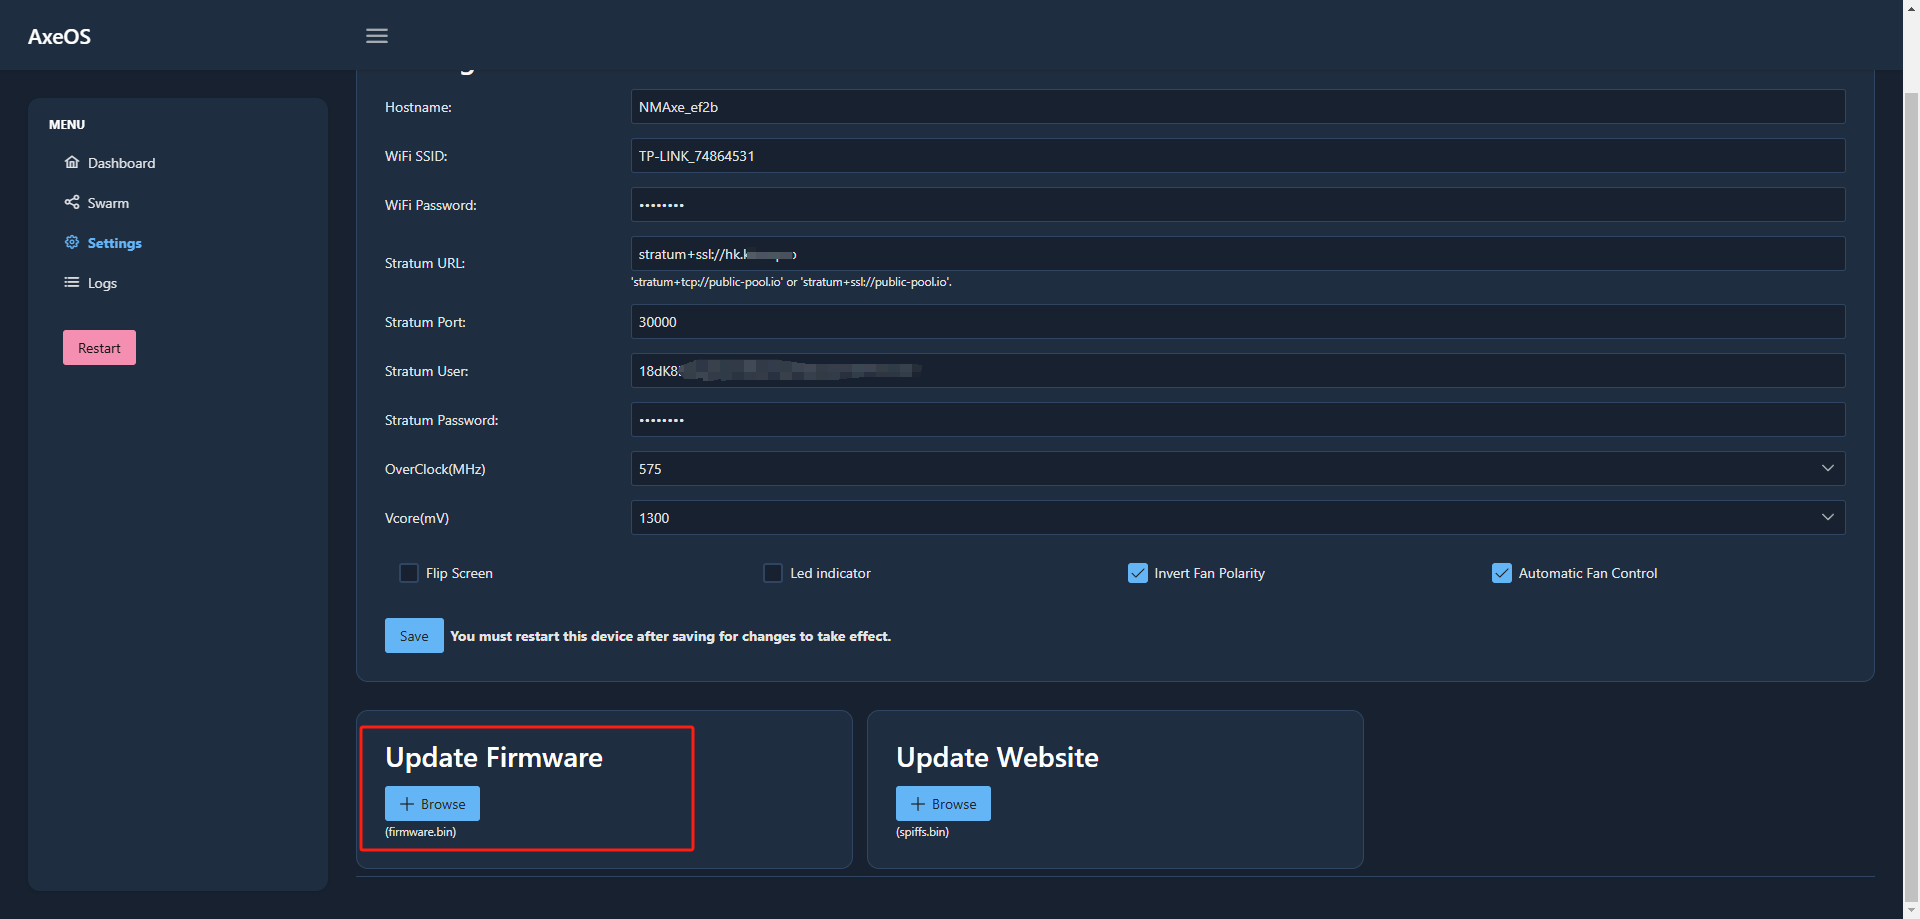 AxeOS
MENU
Dashboard
Swarm
Settings
Logs
Restart
Hostname:
NMAxe_ef2b
WiFi SSID:
TP-LINK_74864531
WiFi Password:
••••••••
Stratum URL:
stratum+ssl://hk.
'stratum+tcp://public-pool.io' or 'stratum+ssl://public-pool.io'.
Stratum Port:
30000
Stratum User:
18dK8
Stratum Password:
••••••••
OverClock(MHz)
575
Vcore(mV)
1300
Flip Screen
Led indicator
Invert Fan Polarity
Automatic Fan Control
Save
You must restart this device after saving for changes to take effect.
Update Firmware
+ Browse
(firmware.bin)
Update Website
+ Browse
(spiffs.bin)